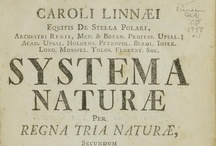 CAROLI LINNÆI
EQUITIS DE STELLA POLARI,
ARCHIATRI REGII, MED. & BOTAN. PROFESS. UPSAL.
ACAD. UPSAL. HOLMENS. PETROPOL. BEROL. IMPER.
LOND. MONSPEL. TOLOS. FLORENT. SOC.
SYSTEMA
NATURÆ
PER
REGNA TRIA NATURÆ,
SECUNDUM